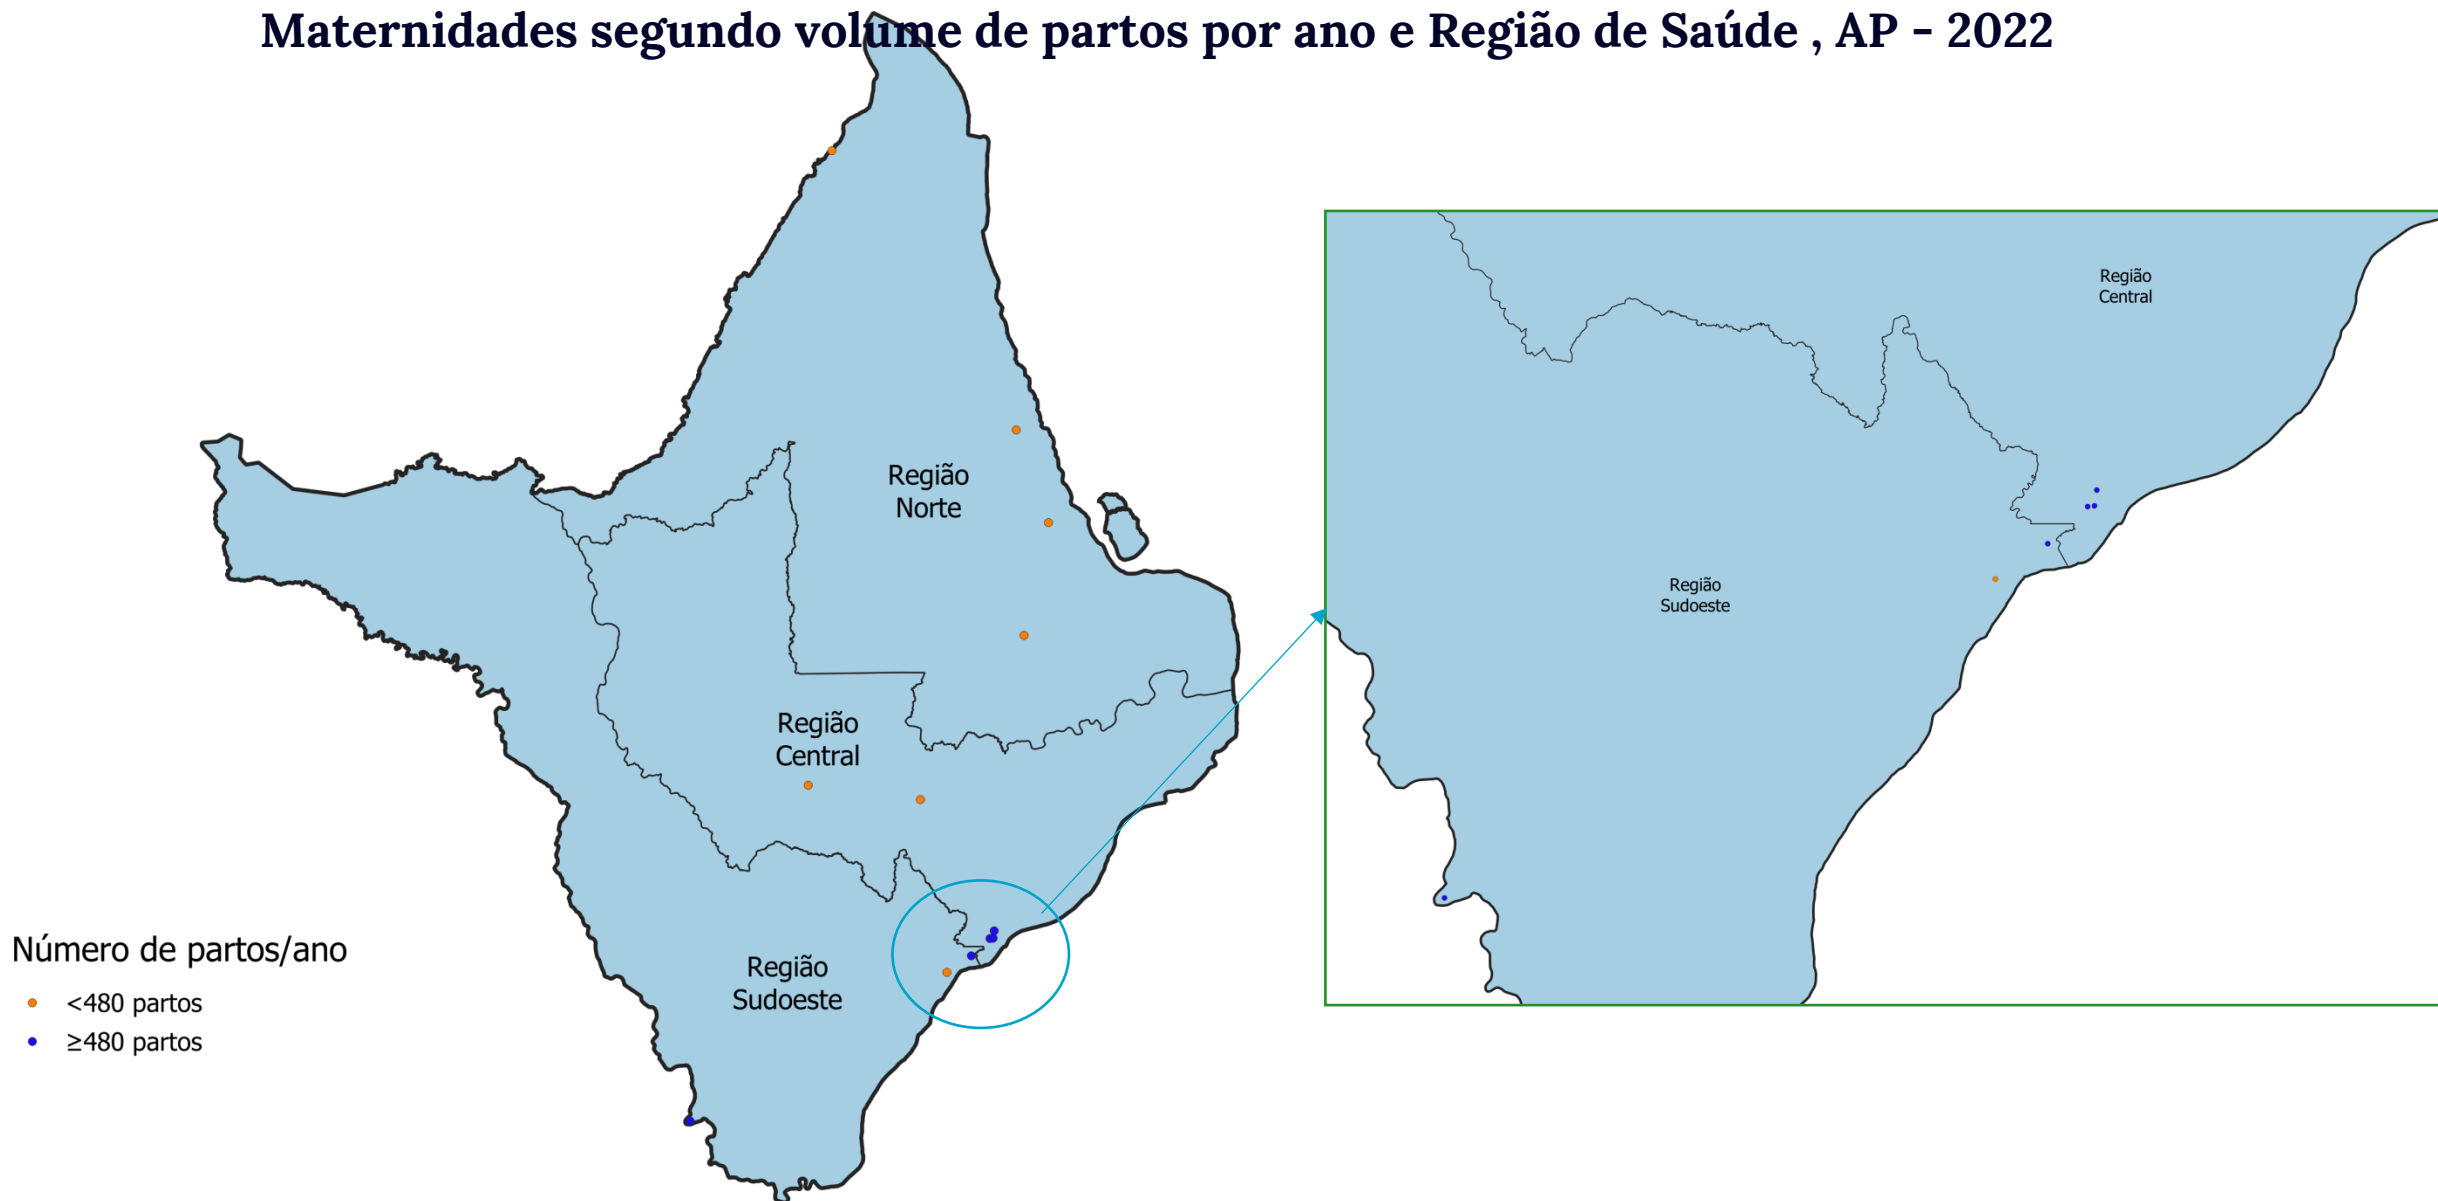 Maternidades segundo volume de partos por ano e Região de Saúde , AP - 2022
Região
Norte
Região
Central
Região
Sudoeste
Número de partos/ano
<480 partos
≥480 partos
Região
Central
Região
Sudoeste